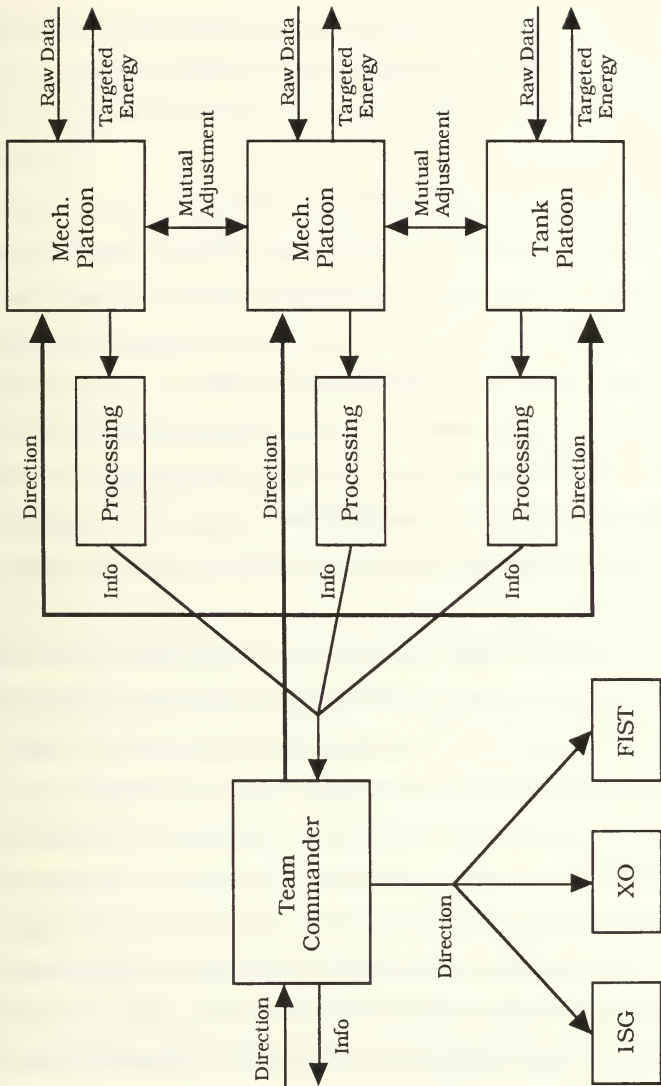 Direction
Info
Team
Commander
Direction
1SG
XO
FIST
Info
Info
Info
Direction
Direction
Direction
Processing
Processing
Processing
Tank
Platoon
Mutual
Adjustment
Mech.
Platoon
Mutual
Adjustment
Mech.
Platoon
Raw Data
Targeted
Energy
Raw Data
Targeted
Energy
Raw Data
Targeted
Energy